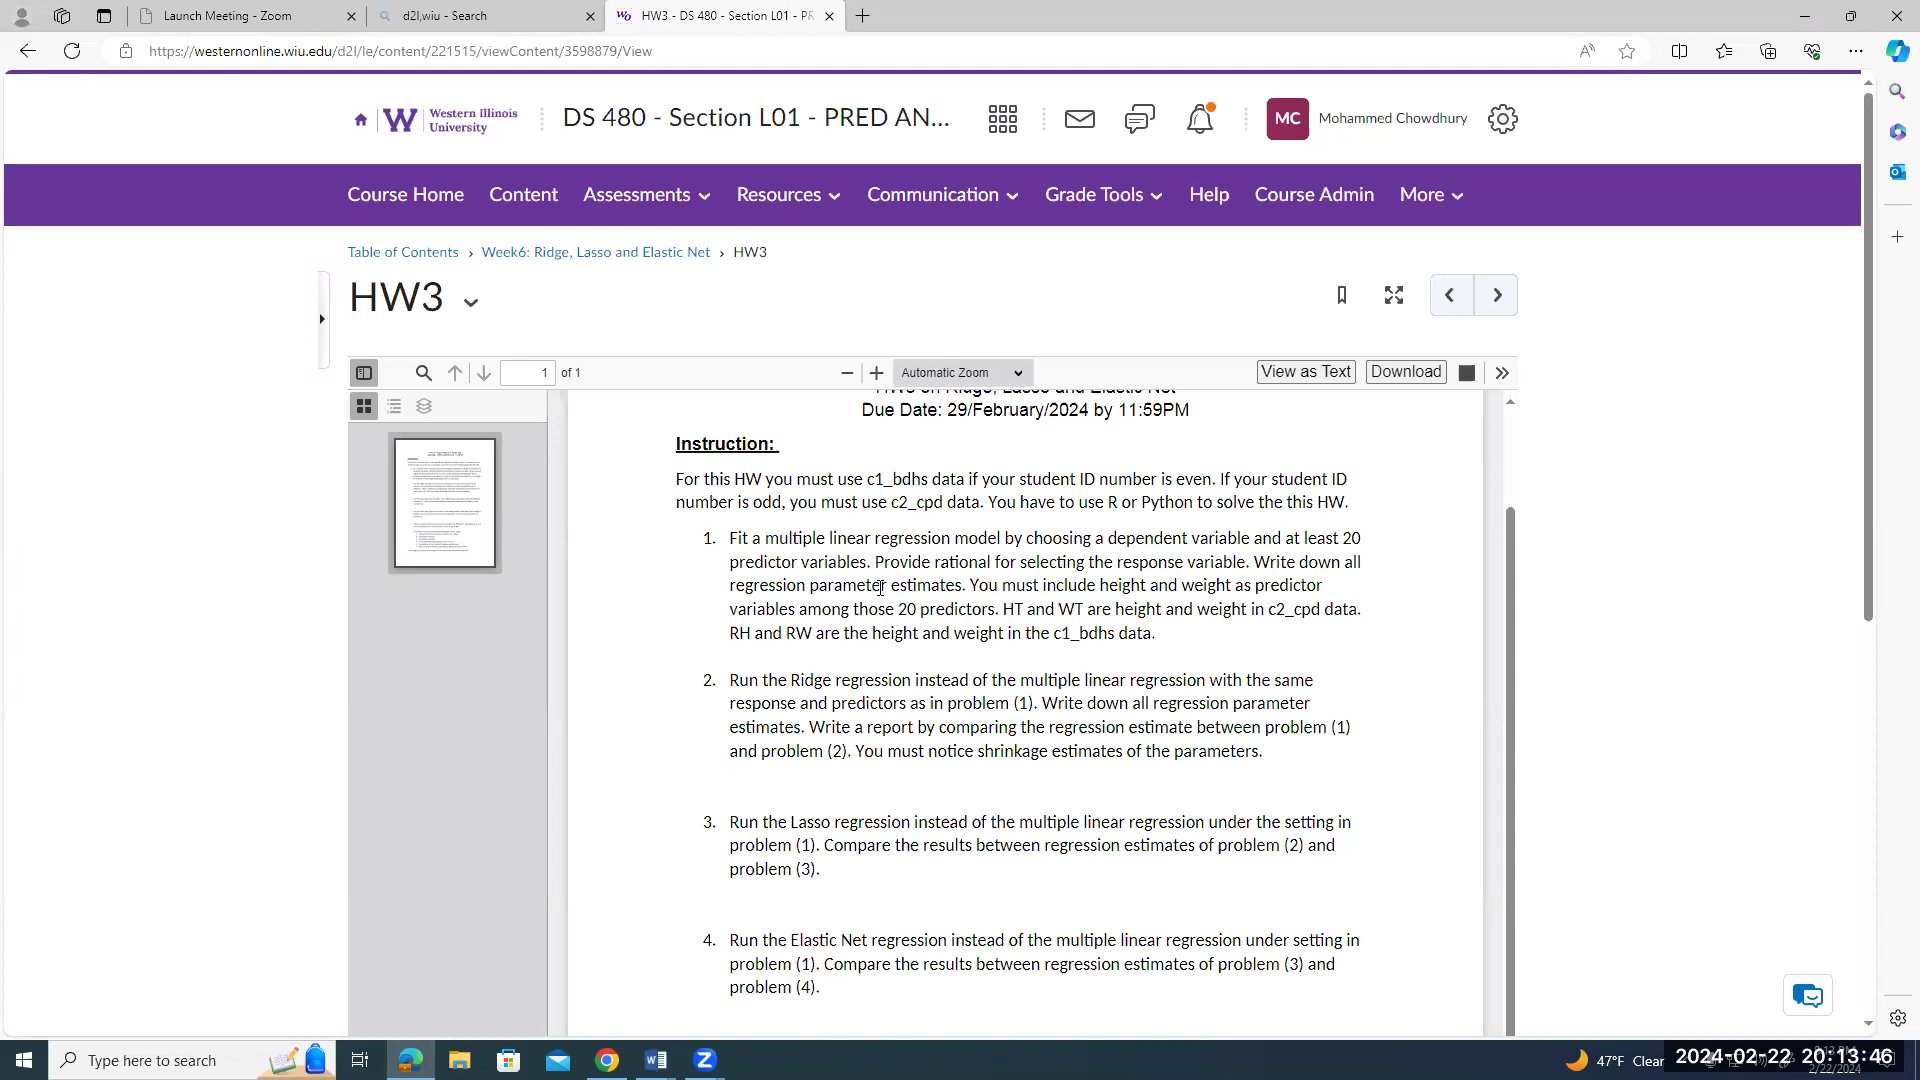 Launch Meeting - Zoom
d2l,wiu - Search
HW3 - DS 480 - Section L01 - PR
https://westernonline.wiu.edu/d2l/le/content/221515/viewContent/3598879/View
Western Illinois
University
DS 480 - Section L01 - PRED AN...
MC
Mohammed Chowdhury
Course Home
Content
Assessments
Resources
Communication
Grade Tools
Help
Course Admin
More
Table of Contents › Week6: Ridge, Lasso and Elastic Net › HW3
HW3
1 of 1
Automatic Zoom
View as Text
Download
HW3 on Ridge, Lasso and Elastic Net
Due Date: 29/February/2024 by 11:59PM
Instruction:
For this HW you must use c1_bdhs data if your student ID number is even. If your student ID
number is odd, you must use c2_cpd data. You have to use R or Python to solve the this HW.
1. Fit a multiple linear regression model by choosing a dependent variable and at least 20
predictor variables. Provide rational for selecting the response variable. Write down all
regression parameter estimates. You must include height and weight as predictor
variables among those 20 predictors. HT and WT are height and weight in c2_cpd data.
RH and RW are the height and weight in the c1_bdhs data.
2. Run the Ridge regression instead of the multiple linear regression with the same
response and predictors as in problem (1). Write down all regression parameter
estimates. Write a report by comparing the regression estimate between problem (1)
and problem (2). You must notice shrinkage estimates of the parameters.
3. Run the Lasso regression instead of the multiple linear regression under the setting in
problem (1). Compare the results between regression estimates of problem (2) and
problem (3).
4. Run the Elastic Net regression instead of the multiple linear regression under setting in
problem (1). Compare the results between regression estimates of problem (3) and
problem (4).
Type here to search
47°F Clear
2024-02-22 20:13:46
2/22/2024